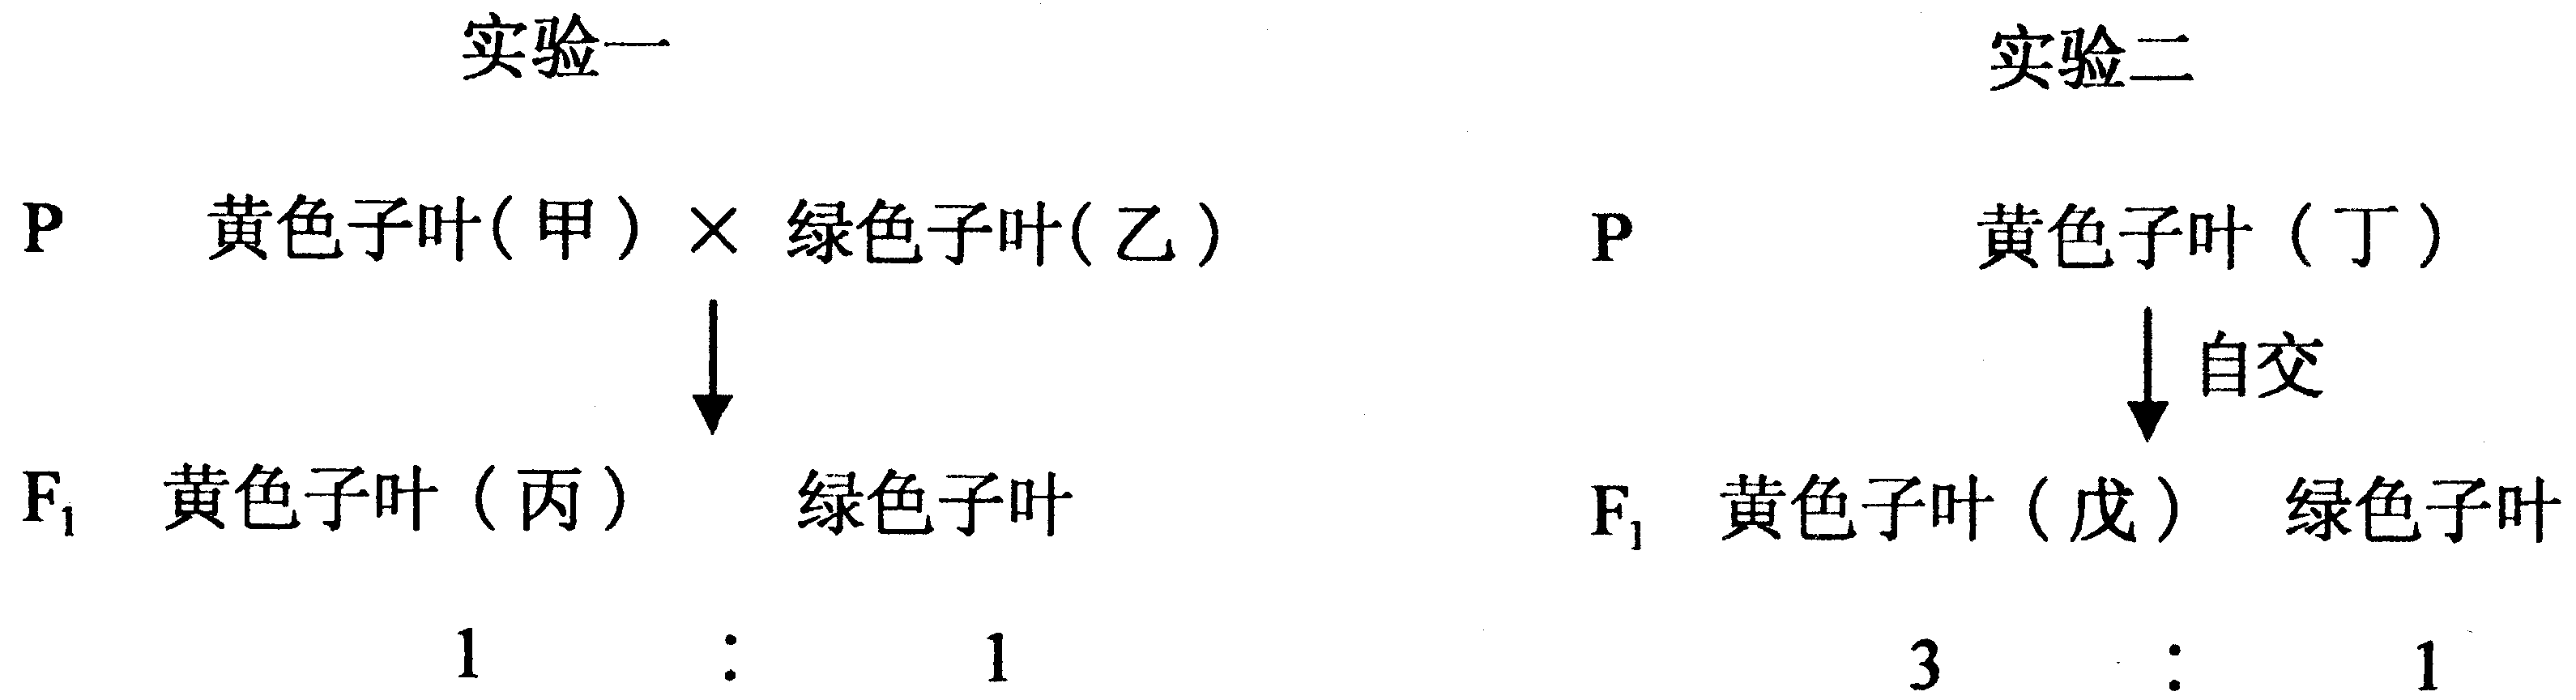 实验一
P 黄色子叶(甲) × 绿色子叶(乙)
F₁ 黄色子叶(丙) 绿色子叶
1 : 1
实验二
P 黄色子叶(丁)
自交
F₁ 黄色子叶(戊) 绿色子叶
3 : 1